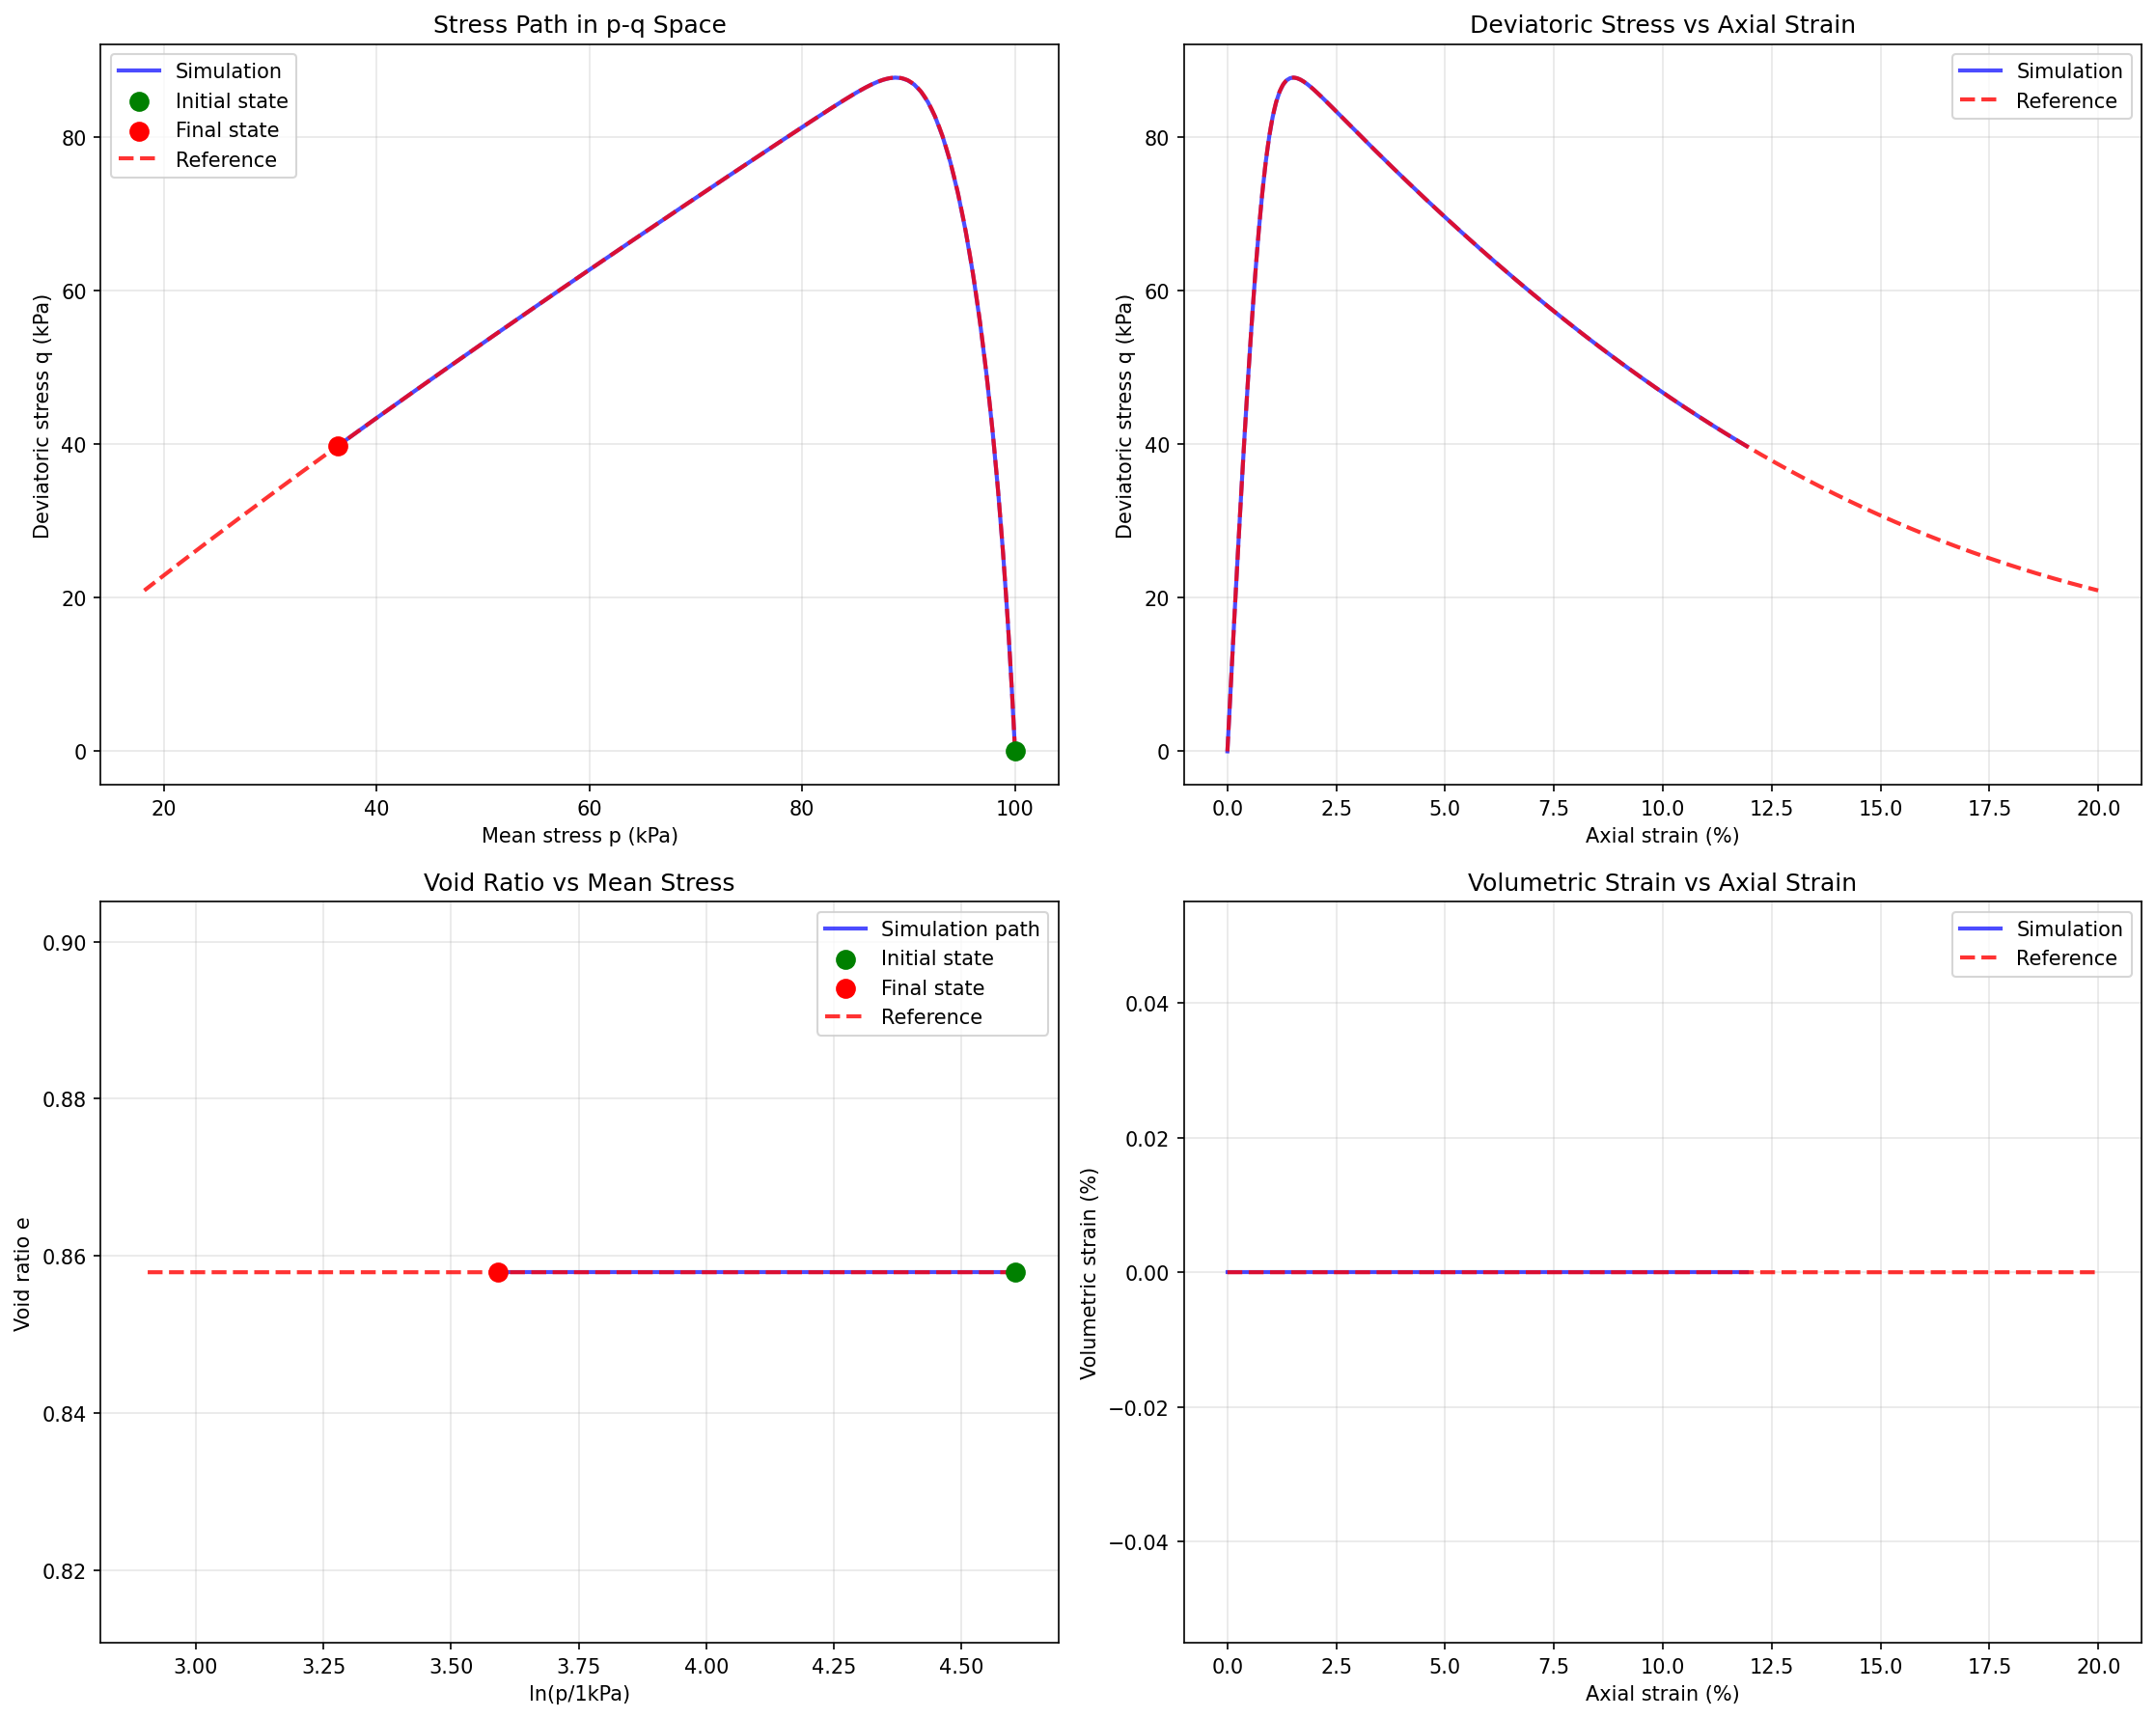 Stress Path in p-q Space
Simulation
Initial state
Final state
Reference
80
60
40
20
0
Deviatoric stress q (kPa)
20 40 60 80 100
Mean stress p (kPa)
Deviatoric Stress vs Axial Strain
Simulation
Reference
80
60
40
20
0
Deviatoric stress q (kPa)
0.0 2.5 5.0 7.5 10.0 12.5 15.0 17.5 20.0
Axial strain (%)
Void Ratio vs Mean Stress
Simulation path
Initial state
Final state
Reference
0.90
0.88
0.86
0.84
0.82
Void ratio e
3.00 3.25 3.50 3.75 4.00 4.25 4.50
ln(p/1kPa)
Volumetric Strain vs Axial Strain
Simulation
Reference
0.04
0.02
0.00
−0.02
−0.04
Volumetric strain (%)
0.0 2.5 5.0 7.5 10.0 12.5 15.0 17.5 20.0
Axial strain (%)